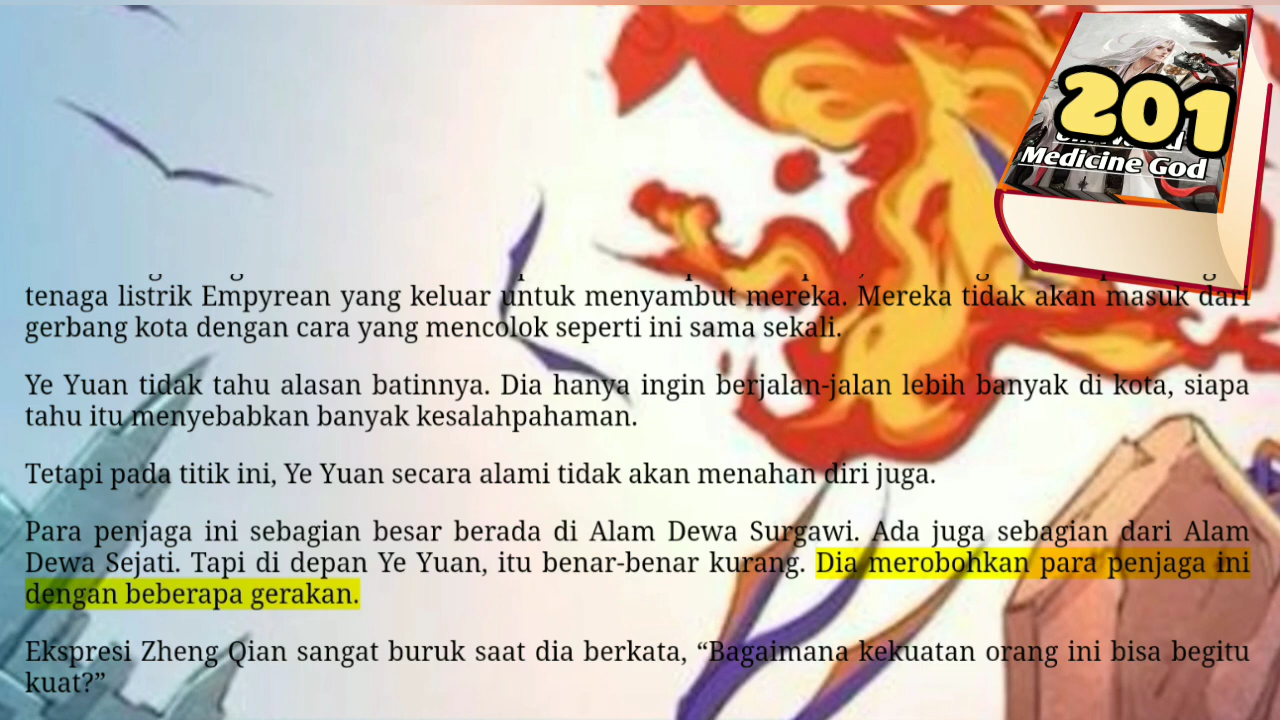 201
Medicine God
tenaga listrik Empyrean yang keluar untuk menyambut mereka. Mereka tidak akan masuk dari
gerbang kota dengan cara yang mencolok seperti ini sama sekali.
Ye Yuan tidak tahu alasan batinnya. Dia hanya ingin berjalan-jalan lebih banyak di kota, siapa
tahu itu menyebabkan banyak kesalahpahaman.
Tetapi pada titik ini, Ye Yuan secara alami tidak akan menahan diri juga.
Para penjaga ini sebagian besar berada di Alam Dewa Surgawi. Ada juga sebagian dari Alam
Dewa Sejati. Tapi di depan Ye Yuan, itu benar-benar kurang. Dia merobohkan para penjaga ini
dengan beberapa gerakan.
Ekspresi Zheng Qian sangat buruk saat dia berkata, “Bagaimana kekuatan orang ini bisa begitu
kuat?”